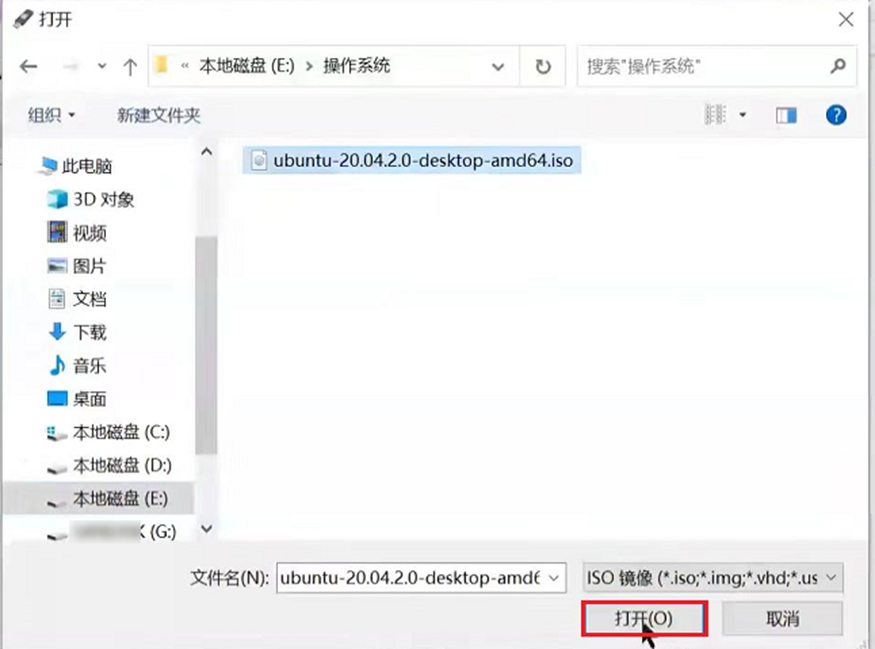 打开
« 本地磁盘 (E:) › 操作系统
搜索"操作系统"
组织
新建文件夹
ubuntu-20.04.2.0-desktop-amd64.iso
此电脑
3D 对象
视频
图片
文档
下载
音乐
桌面
本地磁盘 (C:)
本地磁盘 (D:)
本地磁盘 (E:)
(G:)
文件名(N):
ubuntu-20.04.2.0-desktop-amd6
ISO 镜像 (*.iso;*.img;*.vhd;*.us
打开(O)
取消